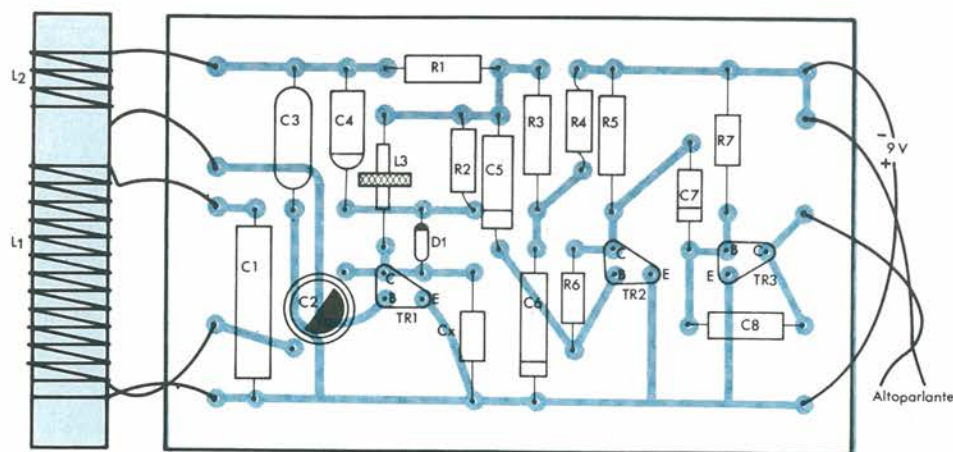 L2
L1
C3
C4
R1
L3
R2
C5
R3
R4
R5
C7
R7
− 9 V
+
C1
C2
D1
C
B
E
TR1
Cx
C6
R6
C
B
E
TR2
B
C
E
TR3
C8
Altoparlante